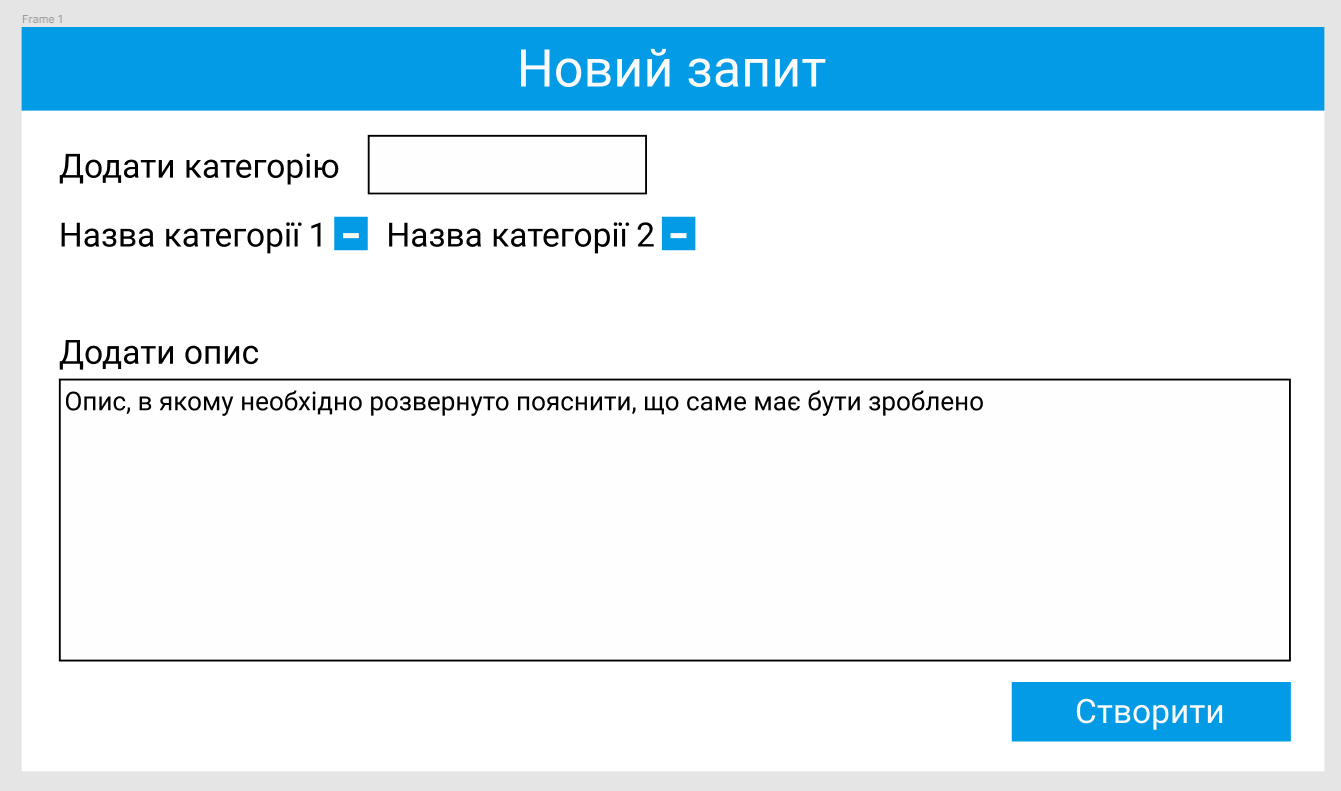 Frame 1
Новий запит
Додати категорію
Назва категорії 1 Назва категорії 2
Додати опис
Опис, в якому необхідно розвернуто пояснити, що саме має бути зроблено
Створити